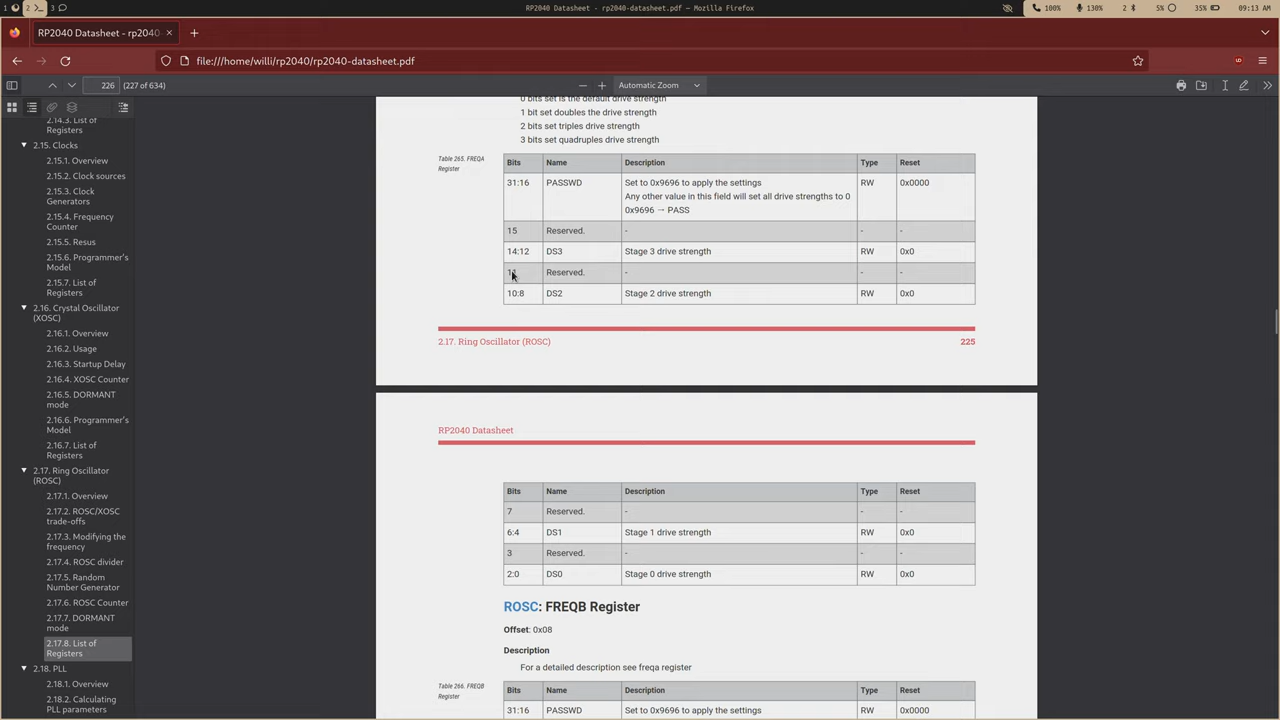 1 2 3
RP2040 Datasheet - rp2040-datasheet.pdf — Mozilla Firefox
100% 130% 2 5% 35% 09:13 AM
RP2040 Datasheet - rp2040
file:///home/willi/rp2040/rp2040-datasheet.pdf
226 (227 of 634)
Automatic Zoom
2.14.3. List of
Registers
2.15. Clocks
2.15.1. Overview
2.15.2. Clock sources
2.15.3. Clock
Generators
2.15.4. Frequency
Counter
2.15.5. Resus
2.15.6. Programmer's
Model
2.15.7. List of
Registers
2.16. Crystal Oscillator
(XOSC)
2.16.1. Overview
2.16.2. Usage
2.16.3. Startup Delay
2.16.4. XOSC Counter
2.16.5. DORMANT
mode
2.16.6. Programmer's
Model
2.16.7. List of
Registers
2.17. Ring Oscillator
(ROSC)
2.17.1. Overview
2.17.2. ROSC/XOSC
trade-offs
2.17.3. Modifying the
frequency
2.17.4. ROSC divider
2.17.5. Random
Number Generator
2.17.6. ROSC Counter
2.17.7. DORMANT
mode
2.17.8. List of
Registers
2.18. PLL
2.18.1. Overview
2.18.2. Calculating
PLL parameters
0 bits set is the default drive strength
1 bit set doubles the drive strength
2 bits set triples drive strength
3 bits set quadruples drive strength
Table 265. FREQA
Register
Bits Name Description Type Reset
31:16 PASSWD Set to 0x9696 to apply the settings RW 0x0000
Any other value in this field will set all drive strengths to 0
0x9696 → PASS
15 Reserved. - - -
14:12 DS3 Stage 3 drive strength RW 0x0
11 Reserved. - - -
10:8 DS2 Stage 2 drive strength RW 0x0
2.17. Ring Oscillator (ROSC) 225
RP2040 Datasheet
Bits Name Description Type Reset
7 Reserved. - - -
6:4 DS1 Stage 1 drive strength RW 0x0
3 Reserved. - - -
2:0 DS0 Stage 0 drive strength RW 0x0
ROSC: FREQB Register
Offset: 0x08
Description
For a detailed description see freqa register
Table 266. FREQB
Register
31:16 PASSWD Set to 0x9696 to apply the settings RW 0x0000